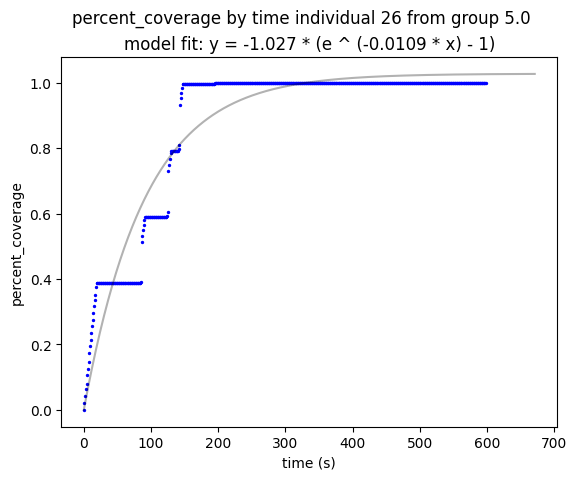 percent_coverage by time individual 26 from group 5.0
model fit: y = -1.027 * (e ^ (-0.0109 * x) - 1)
percent_coverage
1.0
0.8
0.6
0.4
0.2
0.0
0 100 200 300 400 500 600 700
time (s)